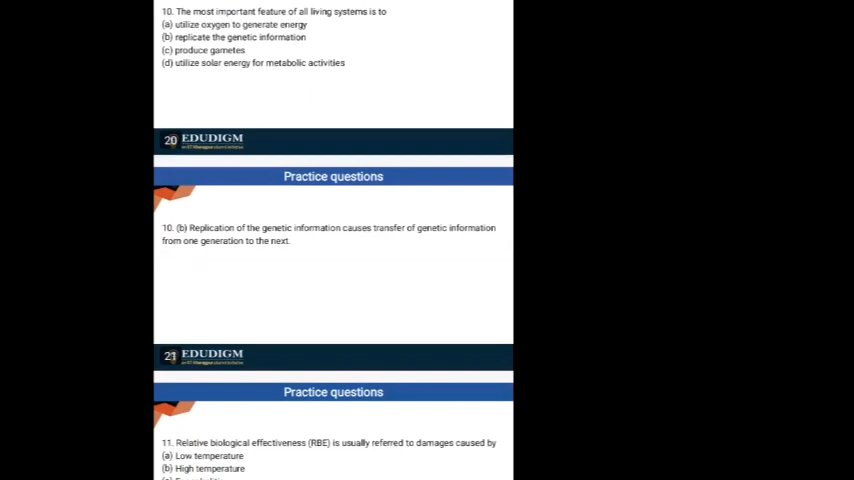 10. The most important feature of all living systems is to
(a) utilize oxygen to generate energy
(b) replicate the genetic information
(c) produce gametes
(d) utilize solar energy for metabolic activities
20 EDUDIGM
Practice questions
10. (b) Replication of the genetic information causes transfer of genetic information
from one generation to the next.
21 EDUDIGM
Practice questions
11. Relative biological effectiveness (RBE) is usually referred to damages caused by
(a) Low temperature
(b) High temperature